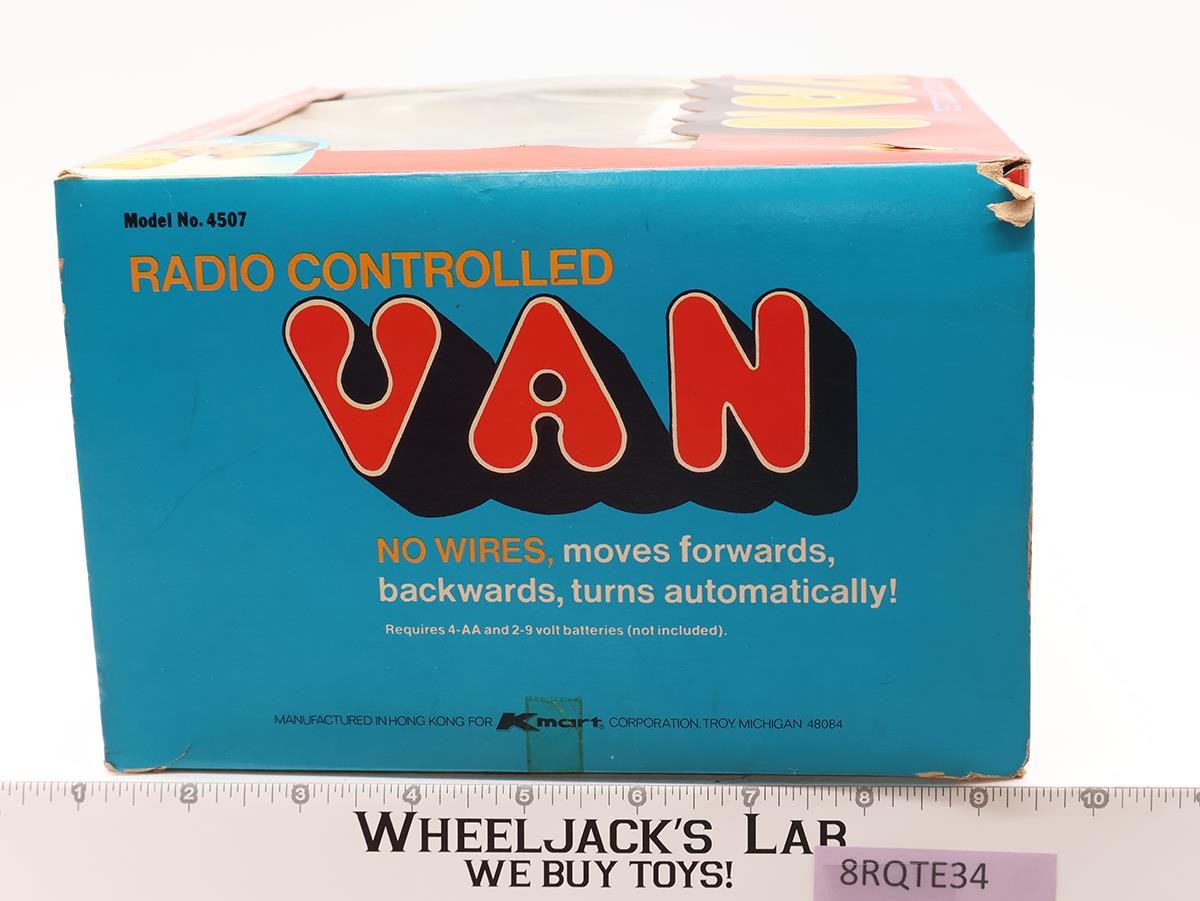 Model No. 4507
RADIO CONTROLLED
VAN
NO WIRES, moves forwards,
backwards, turns automatically!
Requires 4-AA and 2-9 volt batteries (not included).
MANUFACTURED IN HONG KONG FOR Kmart CORPORATION, TROY, MICHIGAN 48084
1 2 3 4 5 6 7 8 9 10
WHEELJACK'S LAB
WE BUY TOYS!
8RQTE34